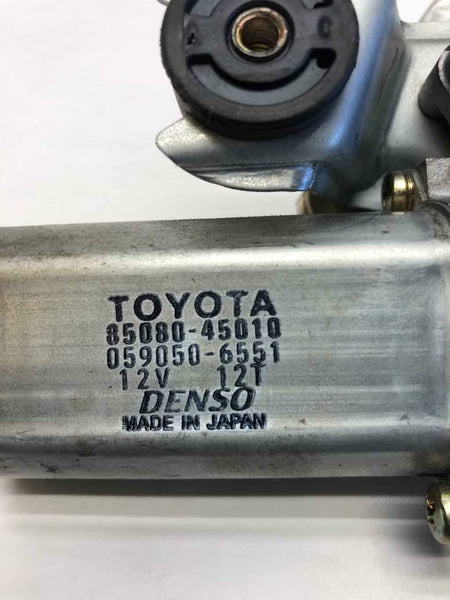 TOYOTA
85080-45010
059050-6551
12V 12T
DENSO
MADE IN JAPAN